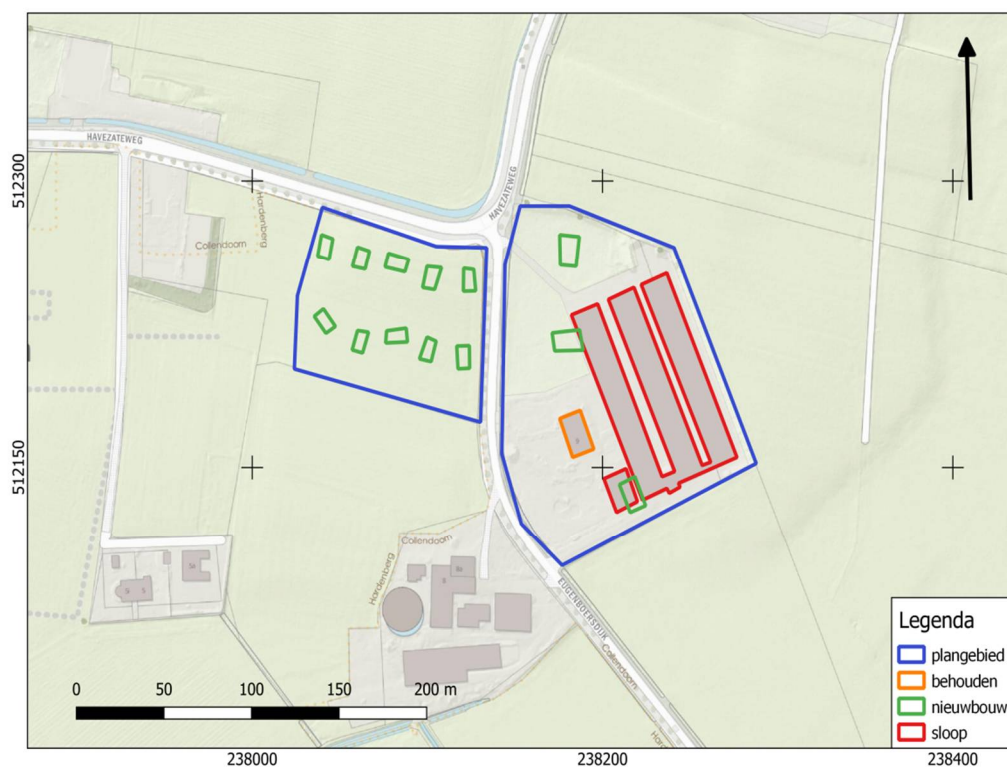 HAVEZATEWEG
HAVEZATEWEG
512300
Hardenberg
Collendoorn
512150
Collendoorn
Hardenberg
EUGENBOERSDIJK
Collendoorn
Legenda
plangebied
behouden
nieuwbouw
sloop
0 50 100 150 200 m
238000 238200 238400